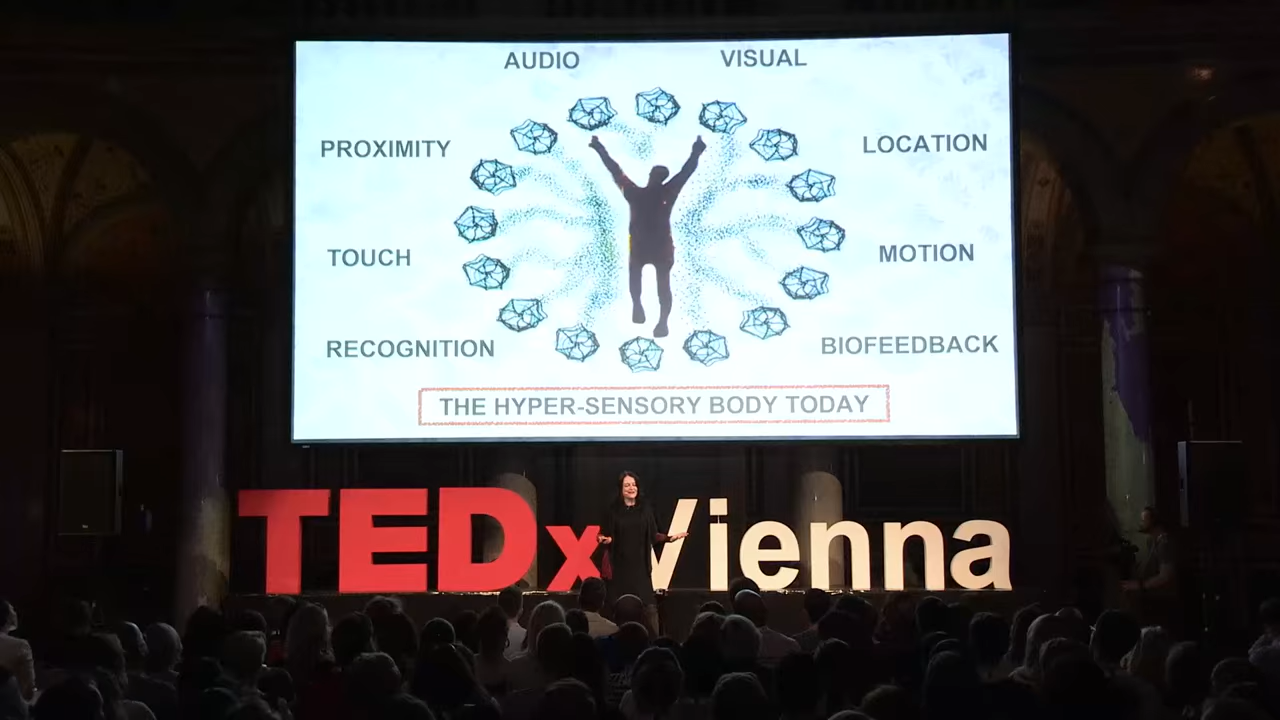 AUDIO VISUAL
PROXIMITY LOCATION
TOUCH MOTION
RECOGNITION BIOFEEDBACK
THE HYPER-SENSORY BODY TODAY
TEDxVienna